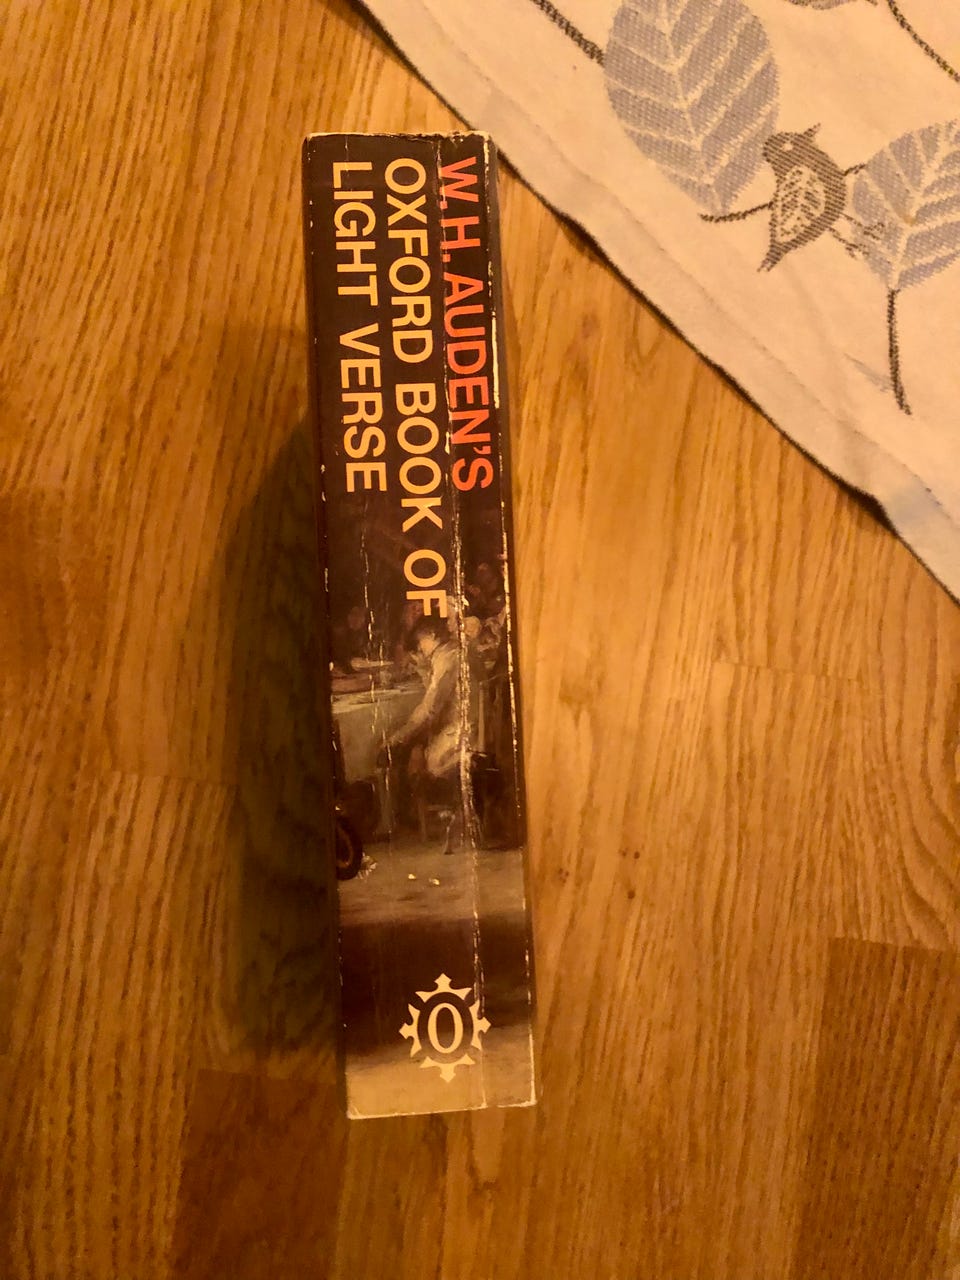 W.H. AUDEN'S
OXFORD BOOK OF
LIGHT VERSE
O